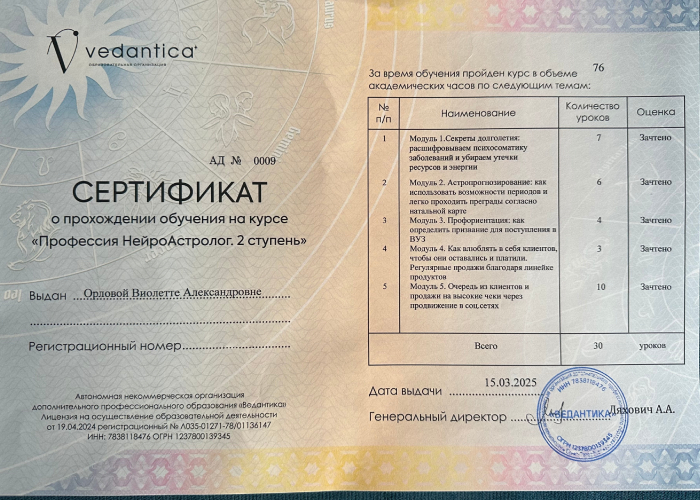 vedantica
ОБРАЗОВАТЕЛЬНАЯ ОРГАНИЗАЦИЯ
АД № 0009
СЕРТИФИКАТ
о прохождении обучения на курсе
«Профессия НейроАстролог. 2 ступень»
Выдан Орловой Виолетте Александровне
Регистрационный номер
Автономная некоммерческая организация
дополнительного профессионального образования «Ведантика»
Лицензия на осуществление образовательной деятельности
от 19.04.2024 регистрационный № Л035-01271-78/01136147
ИНН: 7838118476 ОГРН 1237800139345
За время обучения пройден курс в объеме 76
академических часов по следующим темам:
№ п/п Наименование Количество уроков Оценка
1 Модуль 1.Секреты долголетия: 7 Зачтено
расшифровываем психосоматику
заболеваний и убираем утечки
ресурсов и энергии
2 Модуль 2. Астропрогнозирование: как 6 Зачтено
использовать возможности периодов и
легко проходить преграды согласно
натальной карте
3 Модуль 3. Профориентация: как 4 Зачтено
определить призвание для поступления в
ВУЗ
4 Модуль 4. Как влюблять в себя клиентов, 3 Зачтено
чтобы они оставались и платили.
Регулярные продажи благодаря линейке
продуктов
5 Модуль 5. Очередь из клиентов и 10 Зачтено
продажи на высокие чеки через
продвижение в соц.сетях
Всего 30 уроков
Дата выдачи 15.03.2025
Генеральный директор Ляхович А.А.
ИНН 7838118476
ВЕДАНТИКА
ОГРН 1237800139345